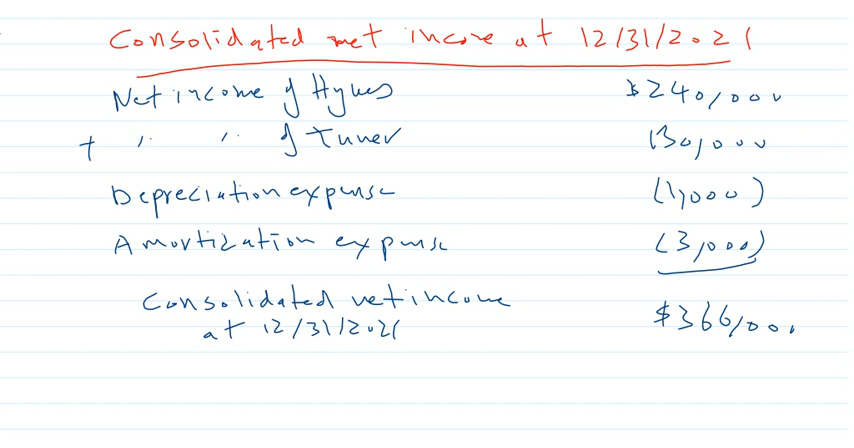 Consolidated net income at 12/31/2021
Net income of Hynes $240,000
+ " " of Turner 130,000
Depreciation expense (1,000)
Amortization expense (3,000)
Consolidated net income $366,000
at 12/31/2021